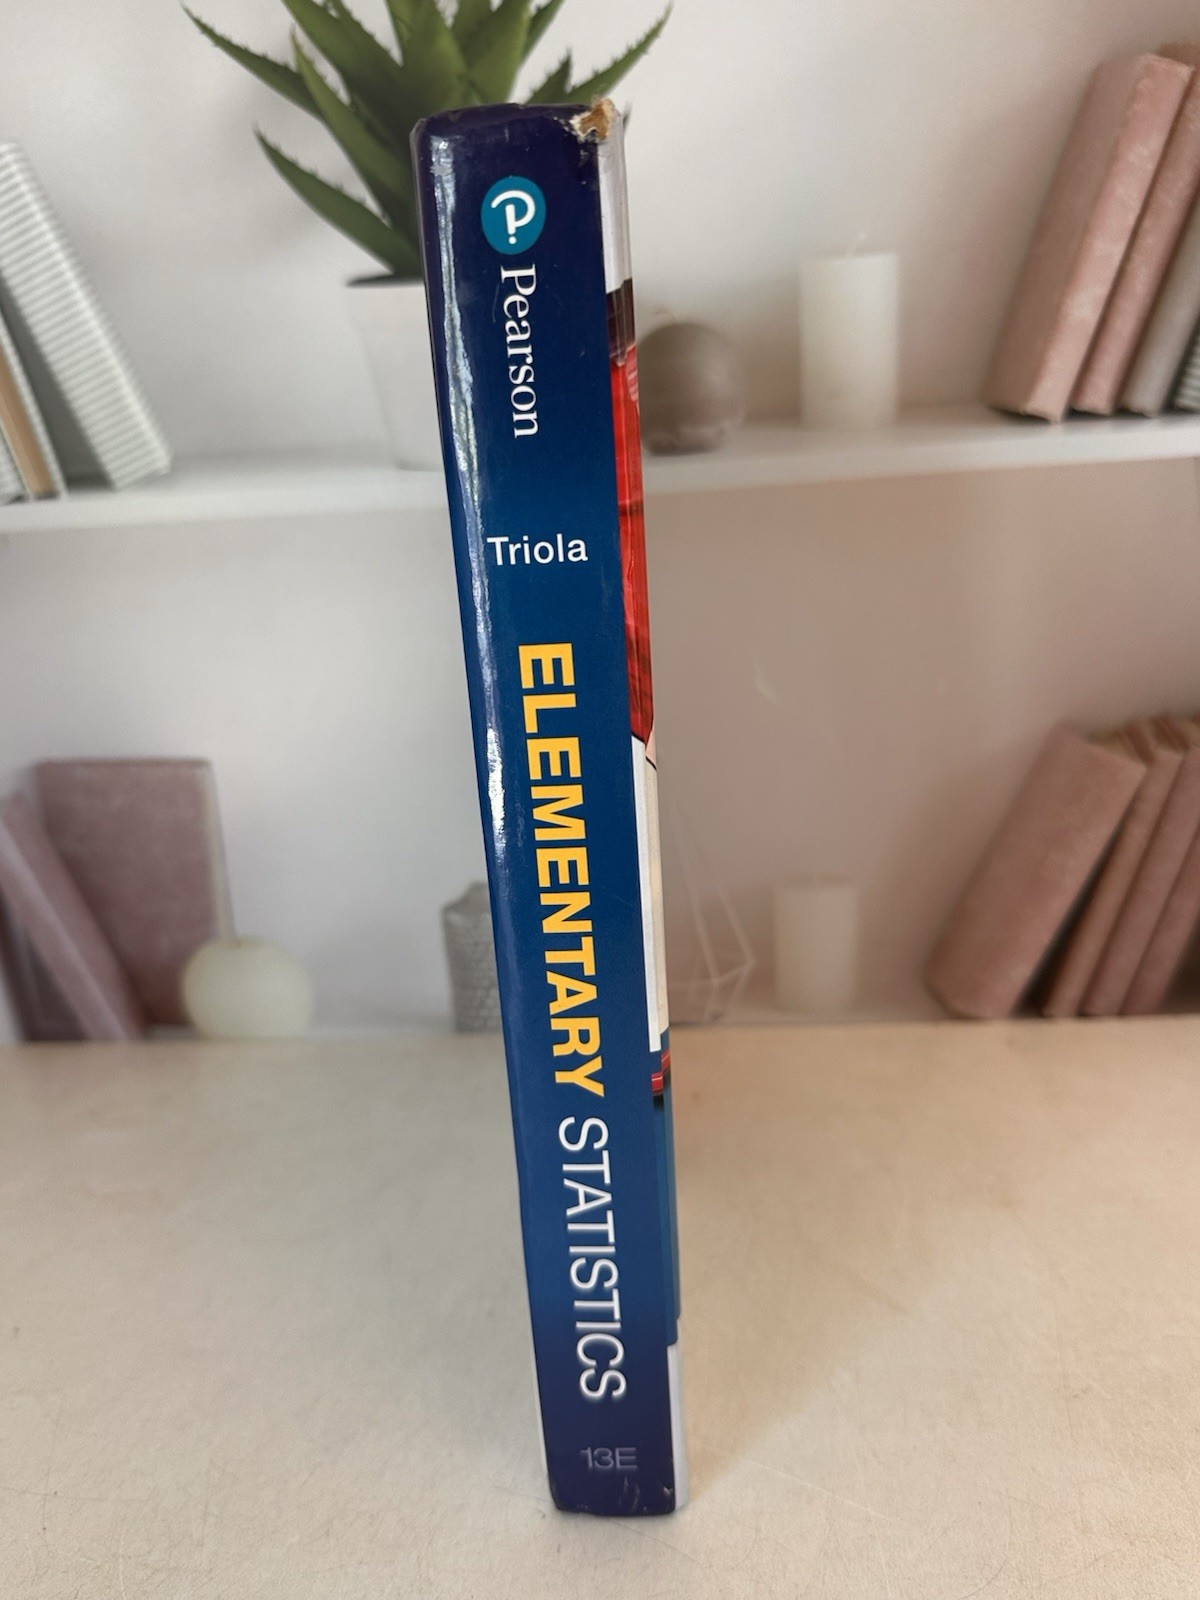 Pearson
Triola
ELEMENTARY STATISTICS
13E